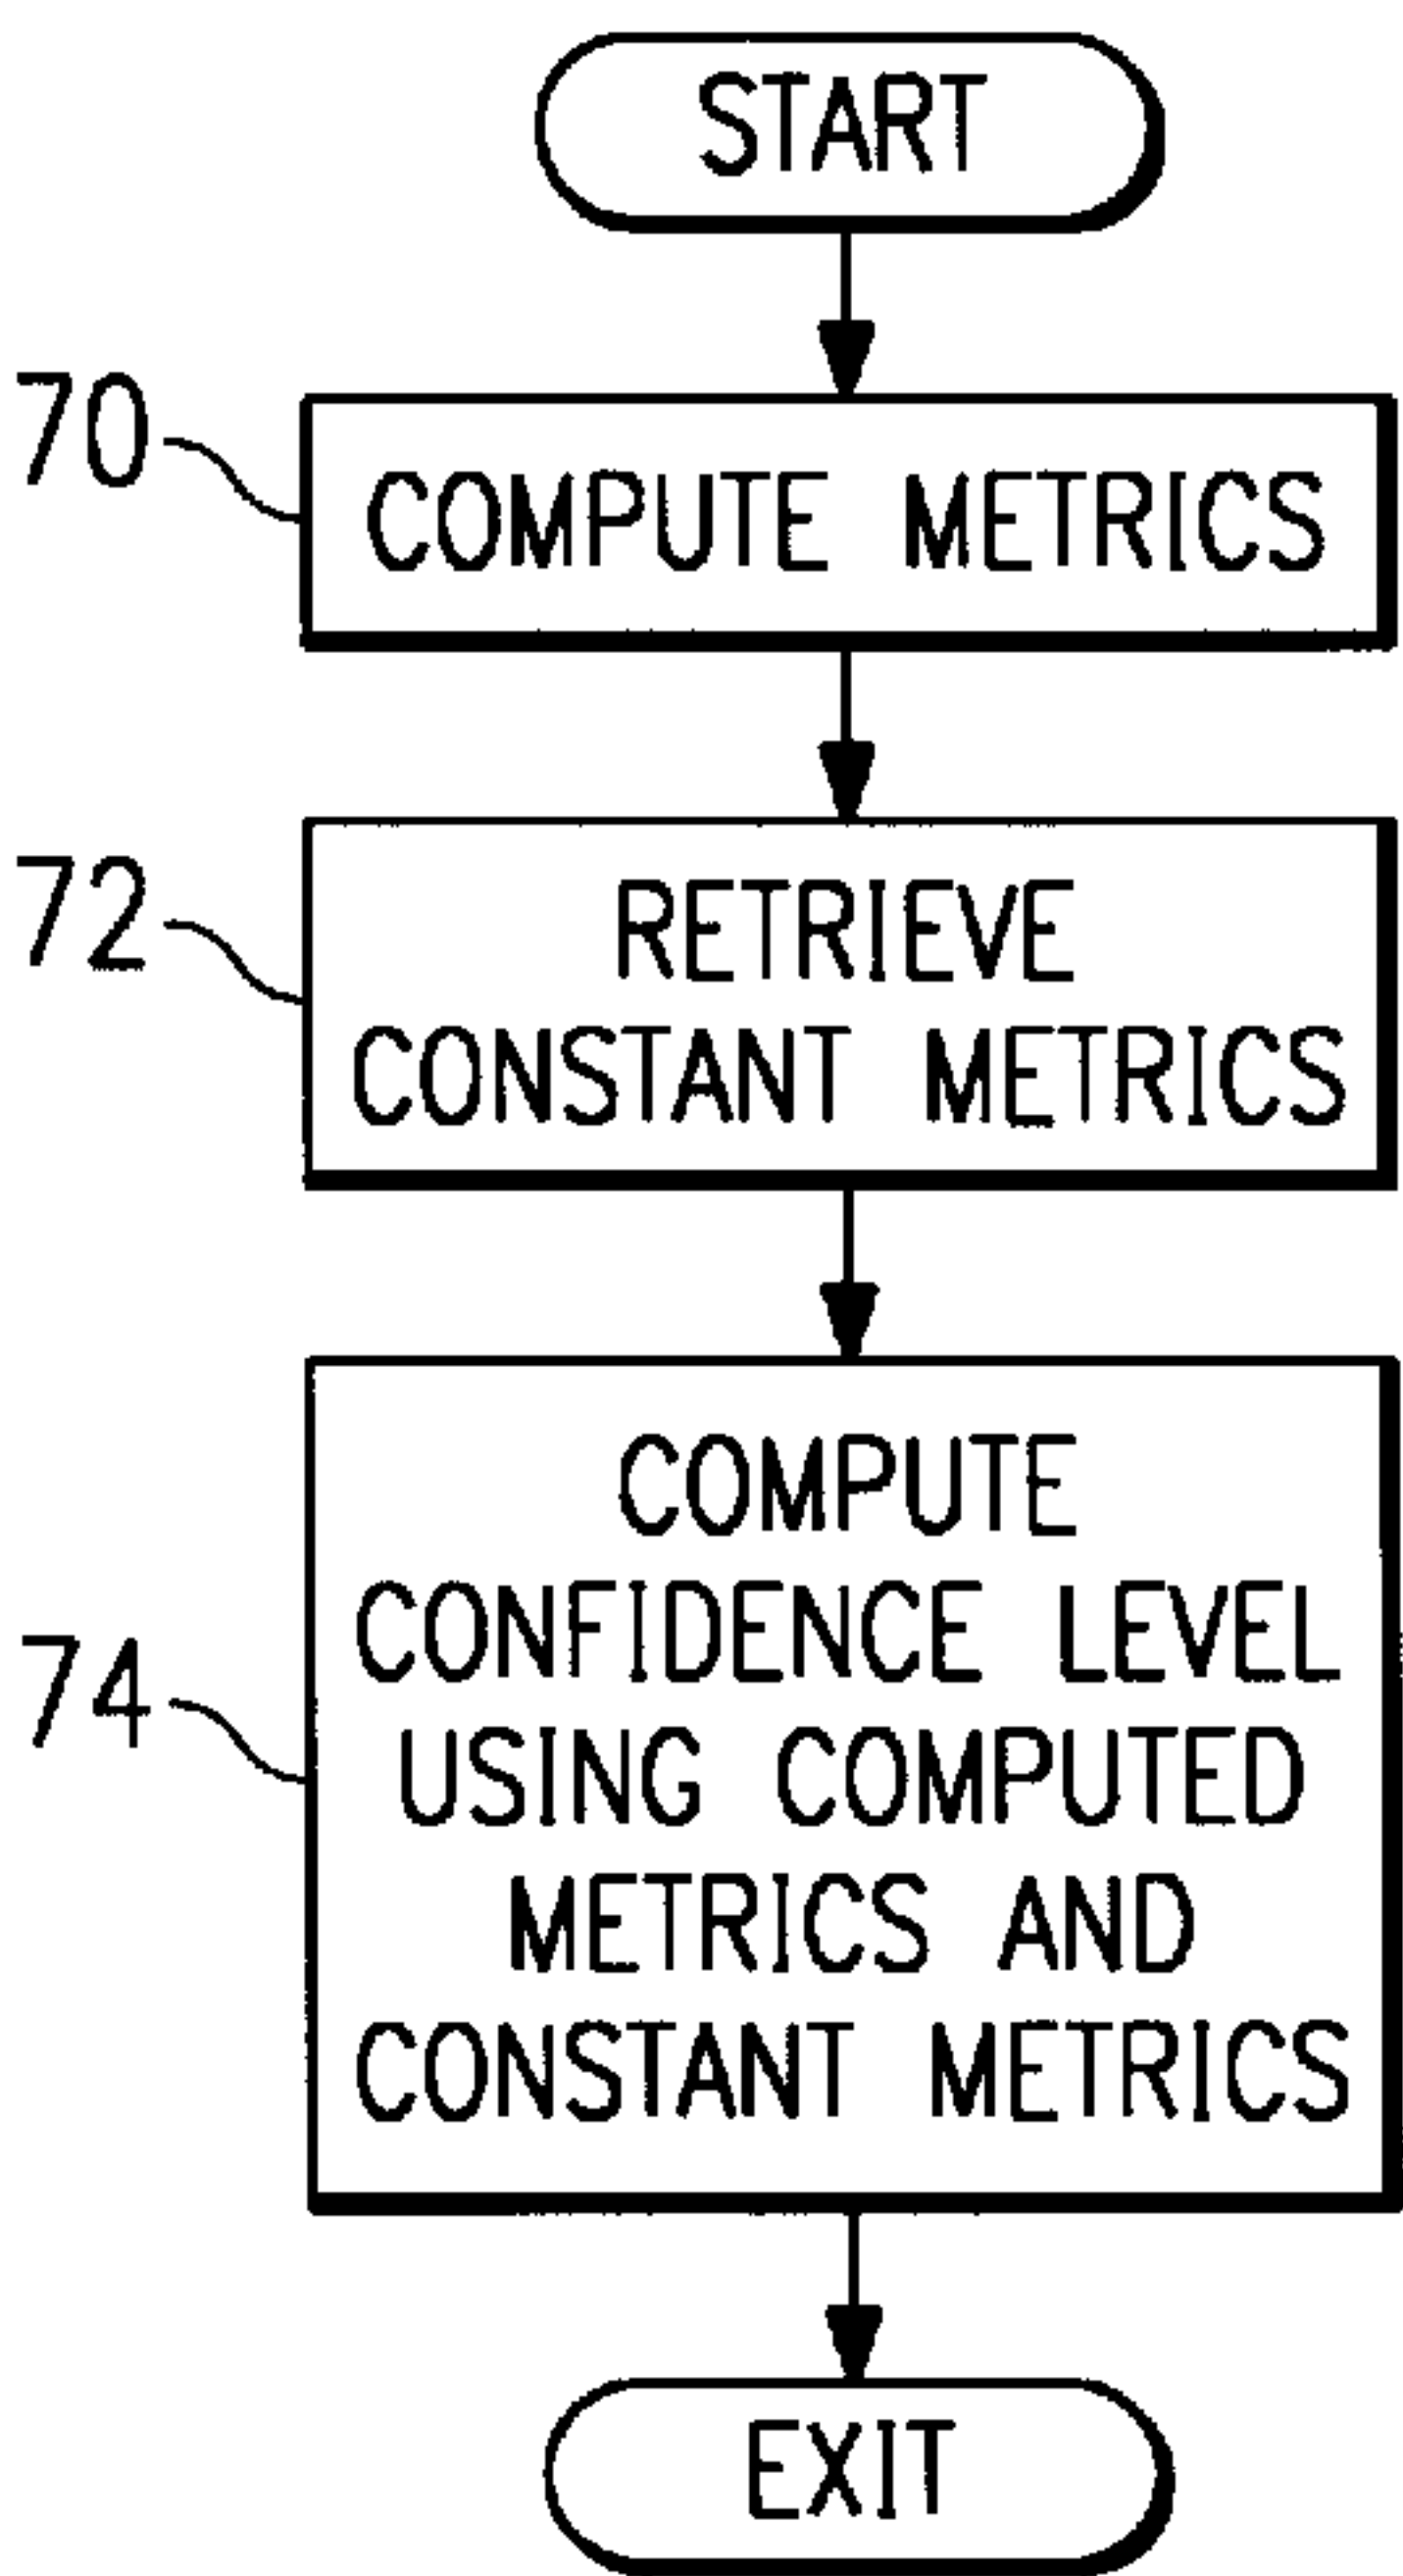 START
70
COMPUTE METRICS
72
RETRIEVE
CONSTANT METRICS
74
COMPUTE
CONFIDENCE LEVEL
USING COMPUTED
METRICS AND
CONSTANT METRICS
EXIT